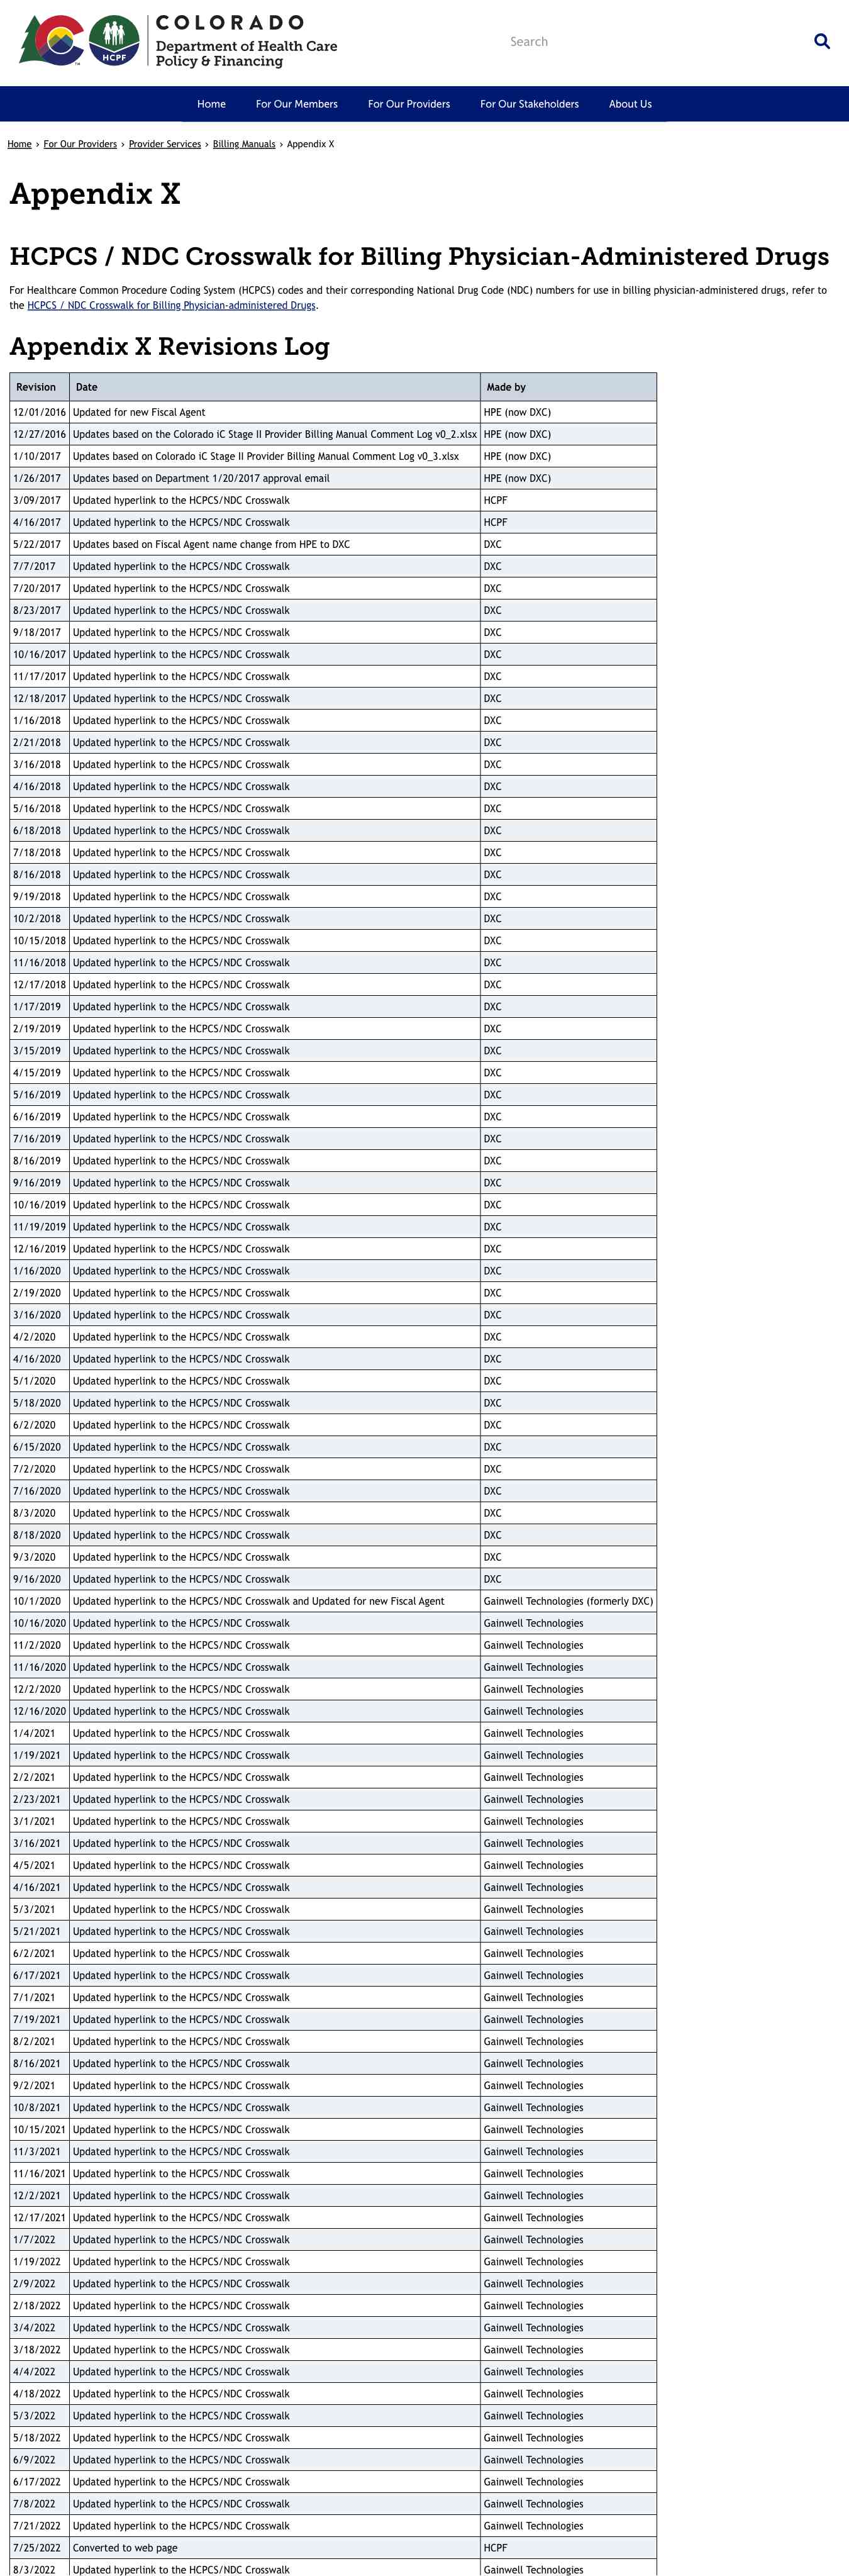 COLORADO
Department of Health Care
Policy & Financing
HCPF
TM
Search
Home For Our Members For Our Providers For Our Stakeholders About Us
Home › For Our Providers › Provider Services › Billing Manuals › Appendix X
Appendix X
HCPCS / NDC Crosswalk for Billing Physician-Administered Drugs
For Healthcare Common Procedure Coding System (HCPCS) codes and their corresponding National Drug Code (NDC) numbers for use in billing physician-administered drugs, refer to
the HCPCS / NDC Crosswalk for Billing Physician-administered Drugs.
Appendix X Revisions Log
Revision Date Made by
12/01/2016 Updated for new Fiscal Agent HPE (now DXC)
12/27/2016 Updates based on the Colorado iC Stage II Provider Billing Manual Comment Log v0_2.xlsx HPE (now DXC)
1/10/2017 Updates based on Colorado iC Stage II Provider Billing Manual Comment Log v0_3.xlsx HPE (now DXC)
1/26/2017 Updates based on Department 1/20/2017 approval email HPE (now DXC)
3/09/2017 Updated hyperlink to the HCPCS/NDC Crosswalk HCPF
4/16/2017 Updated hyperlink to the HCPCS/NDC Crosswalk HCPF
5/22/2017 Updates based on Fiscal Agent name change from HPE to DXC DXC
7/7/2017 Updated hyperlink to the HCPCS/NDC Crosswalk DXC
7/20/2017 Updated hyperlink to the HCPCS/NDC Crosswalk DXC
8/23/2017 Updated hyperlink to the HCPCS/NDC Crosswalk DXC
9/18/2017 Updated hyperlink to the HCPCS/NDC Crosswalk DXC
10/16/2017 Updated hyperlink to the HCPCS/NDC Crosswalk DXC
11/17/2017 Updated hyperlink to the HCPCS/NDC Crosswalk DXC
12/18/2017 Updated hyperlink to the HCPCS/NDC Crosswalk DXC
1/16/2018 Updated hyperlink to the HCPCS/NDC Crosswalk DXC
2/21/2018 Updated hyperlink to the HCPCS/NDC Crosswalk DXC
3/16/2018 Updated hyperlink to the HCPCS/NDC Crosswalk DXC
4/16/2018 Updated hyperlink to the HCPCS/NDC Crosswalk DXC
5/16/2018 Updated hyperlink to the HCPCS/NDC Crosswalk DXC
6/18/2018 Updated hyperlink to the HCPCS/NDC Crosswalk DXC
7/18/2018 Updated hyperlink to the HCPCS/NDC Crosswalk DXC
8/16/2018 Updated hyperlink to the HCPCS/NDC Crosswalk DXC
9/19/2018 Updated hyperlink to the HCPCS/NDC Crosswalk DXC
10/2/2018 Updated hyperlink to the HCPCS/NDC Crosswalk DXC
10/15/2018 Updated hyperlink to the HCPCS/NDC Crosswalk DXC
11/16/2018 Updated hyperlink to the HCPCS/NDC Crosswalk DXC
12/17/2018 Updated hyperlink to the HCPCS/NDC Crosswalk DXC
1/17/2019 Updated hyperlink to the HCPCS/NDC Crosswalk DXC
2/19/2019 Updated hyperlink to the HCPCS/NDC Crosswalk DXC
3/15/2019 Updated hyperlink to the HCPCS/NDC Crosswalk DXC
4/15/2019 Updated hyperlink to the HCPCS/NDC Crosswalk DXC
5/16/2019 Updated hyperlink to the HCPCS/NDC Crosswalk DXC
6/16/2019 Updated hyperlink to the HCPCS/NDC Crosswalk DXC
7/16/2019 Updated hyperlink to the HCPCS/NDC Crosswalk DXC
8/16/2019 Updated hyperlink to the HCPCS/NDC Crosswalk DXC
9/16/2019 Updated hyperlink to the HCPCS/NDC Crosswalk DXC
10/16/2019 Updated hyperlink to the HCPCS/NDC Crosswalk DXC
11/19/2019 Updated hyperlink to the HCPCS/NDC Crosswalk DXC
12/16/2019 Updated hyperlink to the HCPCS/NDC Crosswalk DXC
1/16/2020 Updated hyperlink to the HCPCS/NDC Crosswalk DXC
2/19/2020 Updated hyperlink to the HCPCS/NDC Crosswalk DXC
3/16/2020 Updated hyperlink to the HCPCS/NDC Crosswalk DXC
4/2/2020 Updated hyperlink to the HCPCS/NDC Crosswalk DXC
4/16/2020 Updated hyperlink to the HCPCS/NDC Crosswalk DXC
5/1/2020 Updated hyperlink to the HCPCS/NDC Crosswalk DXC
5/18/2020 Updated hyperlink to the HCPCS/NDC Crosswalk DXC
6/2/2020 Updated hyperlink to the HCPCS/NDC Crosswalk DXC
6/15/2020 Updated hyperlink to the HCPCS/NDC Crosswalk DXC
7/2/2020 Updated hyperlink to the HCPCS/NDC Crosswalk DXC
7/16/2020 Updated hyperlink to the HCPCS/NDC Crosswalk DXC
8/3/2020 Updated hyperlink to the HCPCS/NDC Crosswalk DXC
8/18/2020 Updated hyperlink to the HCPCS/NDC Crosswalk DXC
9/3/2020 Updated hyperlink to the HCPCS/NDC Crosswalk DXC
9/16/2020 Updated hyperlink to the HCPCS/NDC Crosswalk DXC
10/1/2020 Updated hyperlink to the HCPCS/NDC Crosswalk and Updated for new Fiscal Agent Gainwell Technologies (formerly DXC)
10/16/2020 Updated hyperlink to the HCPCS/NDC Crosswalk Gainwell Technologies
11/2/2020 Updated hyperlink to the HCPCS/NDC Crosswalk Gainwell Technologies
11/16/2020 Updated hyperlink to the HCPCS/NDC Crosswalk Gainwell Technologies
12/2/2020 Updated hyperlink to the HCPCS/NDC Crosswalk Gainwell Technologies
12/16/2020 Updated hyperlink to the HCPCS/NDC Crosswalk Gainwell Technologies
1/4/2021 Updated hyperlink to the HCPCS/NDC Crosswalk Gainwell Technologies
1/19/2021 Updated hyperlink to the HCPCS/NDC Crosswalk Gainwell Technologies
2/2/2021 Updated hyperlink to the HCPCS/NDC Crosswalk Gainwell Technologies
2/23/2021 Updated hyperlink to the HCPCS/NDC Crosswalk Gainwell Technologies
3/1/2021 Updated hyperlink to the HCPCS/NDC Crosswalk Gainwell Technologies
3/16/2021 Updated hyperlink to the HCPCS/NDC Crosswalk Gainwell Technologies
4/5/2021 Updated hyperlink to the HCPCS/NDC Crosswalk Gainwell Technologies
4/16/2021 Updated hyperlink to the HCPCS/NDC Crosswalk Gainwell Technologies
5/3/2021 Updated hyperlink to the HCPCS/NDC Crosswalk Gainwell Technologies
5/21/2021 Updated hyperlink to the HCPCS/NDC Crosswalk Gainwell Technologies
6/2/2021 Updated hyperlink to the HCPCS/NDC Crosswalk Gainwell Technologies
6/17/2021 Updated hyperlink to the HCPCS/NDC Crosswalk Gainwell Technologies
7/1/2021 Updated hyperlink to the HCPCS/NDC Crosswalk Gainwell Technologies
7/19/2021 Updated hyperlink to the HCPCS/NDC Crosswalk Gainwell Technologies
8/2/2021 Updated hyperlink to the HCPCS/NDC Crosswalk Gainwell Technologies
8/16/2021 Updated hyperlink to the HCPCS/NDC Crosswalk Gainwell Technologies
9/2/2021 Updated hyperlink to the HCPCS/NDC Crosswalk Gainwell Technologies
10/8/2021 Updated hyperlink to the HCPCS/NDC Crosswalk Gainwell Technologies
10/15/2021 Updated hyperlink to the HCPCS/NDC Crosswalk Gainwell Technologies
11/3/2021 Updated hyperlink to the HCPCS/NDC Crosswalk Gainwell Technologies
11/16/2021 Updated hyperlink to the HCPCS/NDC Crosswalk Gainwell Technologies
12/2/2021 Updated hyperlink to the HCPCS/NDC Crosswalk Gainwell Technologies
12/17/2021 Updated hyperlink to the HCPCS/NDC Crosswalk Gainwell Technologies
1/7/2022 Updated hyperlink to the HCPCS/NDC Crosswalk Gainwell Technologies
1/19/2022 Updated hyperlink to the HCPCS/NDC Crosswalk Gainwell Technologies
2/9/2022 Updated hyperlink to the HCPCS/NDC Crosswalk Gainwell Technologies
2/18/2022 Updated hyperlink to the HCPCS/NDC Crosswalk Gainwell Technologies
3/4/2022 Updated hyperlink to the HCPCS/NDC Crosswalk Gainwell Technologies
3/18/2022 Updated hyperlink to the HCPCS/NDC Crosswalk Gainwell Technologies
4/4/2022 Updated hyperlink to the HCPCS/NDC Crosswalk Gainwell Technologies
4/18/2022 Updated hyperlink to the HCPCS/NDC Crosswalk Gainwell Technologies
5/3/2022 Updated hyperlink to the HCPCS/NDC Crosswalk Gainwell Technologies
5/18/2022 Updated hyperlink to the HCPCS/NDC Crosswalk Gainwell Technologies
6/9/2022 Updated hyperlink to the HCPCS/NDC Crosswalk Gainwell Technologies
6/17/2022 Updated hyperlink to the HCPCS/NDC Crosswalk Gainwell Technologies
7/8/2022 Updated hyperlink to the HCPCS/NDC Crosswalk Gainwell Technologies
7/21/2022 Updated hyperlink to the HCPCS/NDC Crosswalk Gainwell Technologies
7/25/2022 Converted to web page HCPF
8/3/2022 Updated hyperlink to the HCPCS/NDC Crosswalk Gainwell Technologies